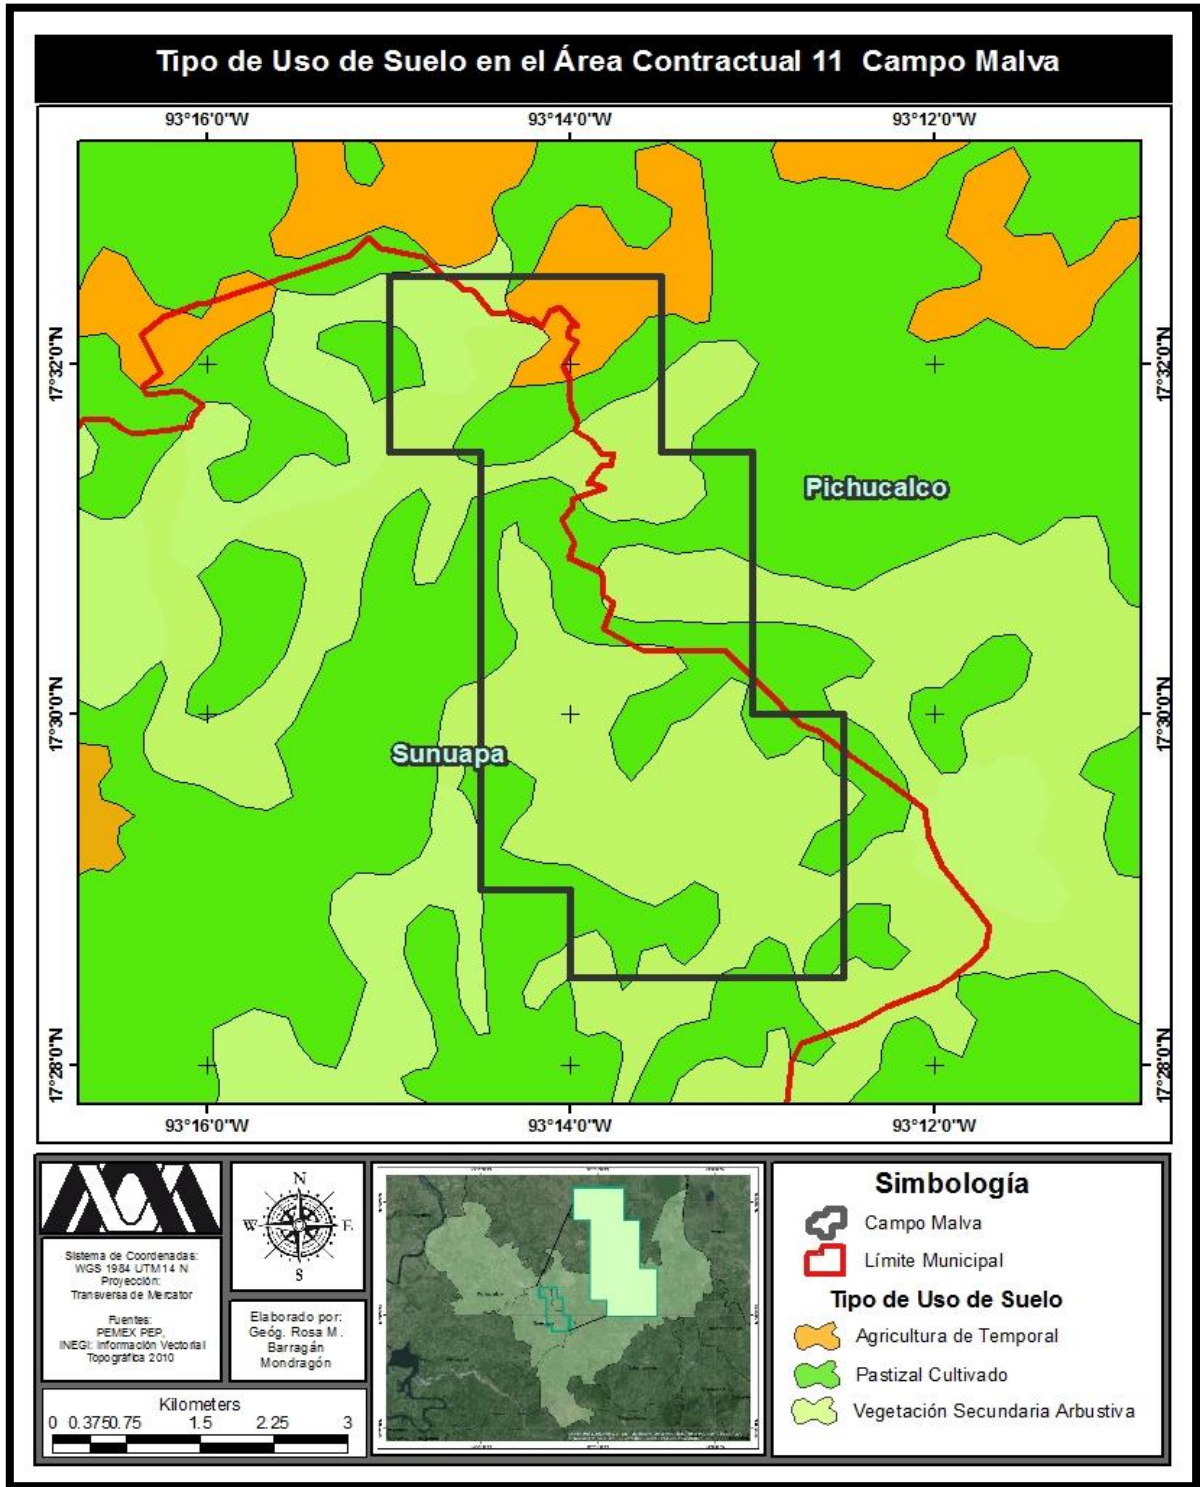 Tipo de Uso de Suelo en el Área Contractual 11 Campo Malva
93°16'0"W 93°14'0"W 93°12'0"W
17°32'0"N 17°32'0"N
Pichucalco
17°30'0"N 17°30'0"N
Sunuapa
17°28'0"N 17°28'0"N
93°16'0"W 93°14'0"W 93°12'0"W
Sistema de Coordenadas:
WGS 1984 UTM 14 N
Proyección:
Transversa de Mercator
Fuentes:
PEMEX PEP,
INEGI: Información Vectorial
Topográfica 2010
N
W E
S
Elaborado por:
Geóg. Rosa M.
Barragán
Mondragón
Kilometers
0 0.375 0.75 1.5 2.25 3
Simbología
Campo Malva
Límite Municipal
Tipo de Uso de Suelo
Agricultura de Temporal
Pastizal Cultivado
Vegetación Secundaria Arbustiva